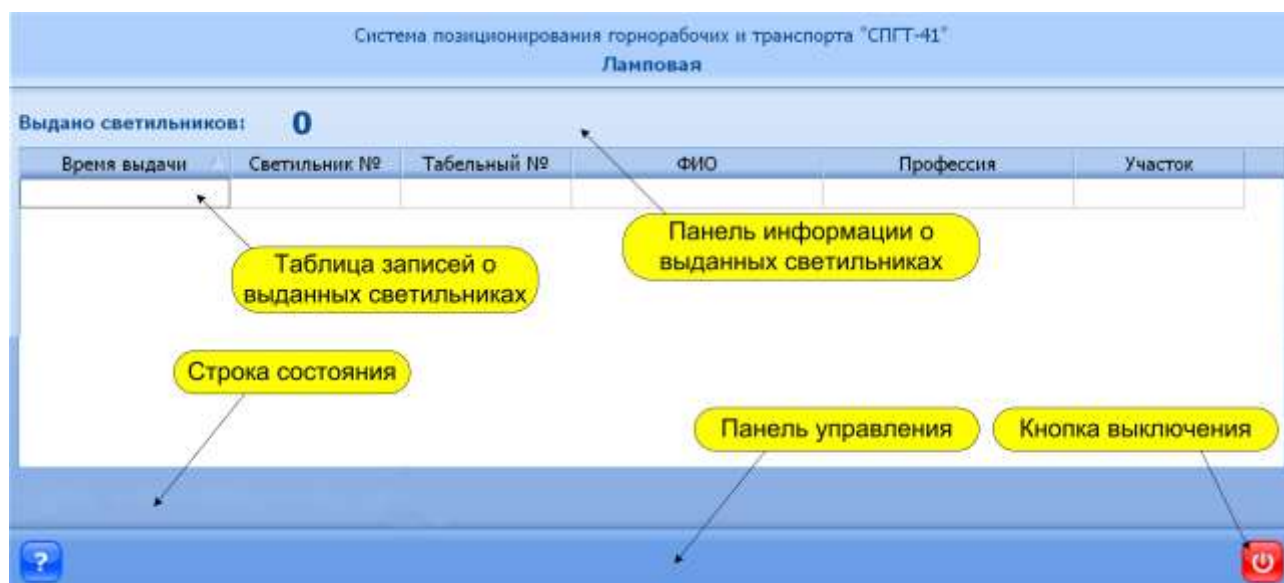 Система позиционирования горнорабочих и транспорта "СПГТ-41"
Ламповая
Выдано светильников: 0
Время выдачи Светильник № Табельный № ФИО Профессия Участок
Панель информации о
выданных светильниках
Таблица записей о
выданных светильниках
Строка состояния
Панель управления
Кнопка выключения
?